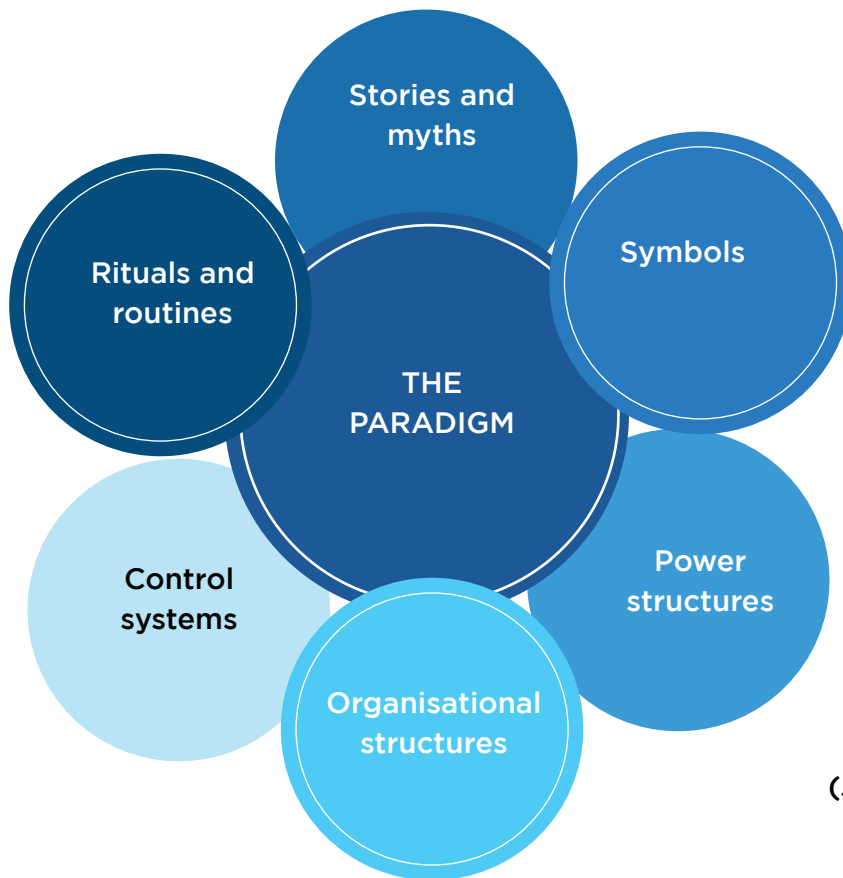 Stories and
myths
Symbols
Rituals and
routines
THE
PARADIGM
Power
structures
Control
systems
Organisational
structures